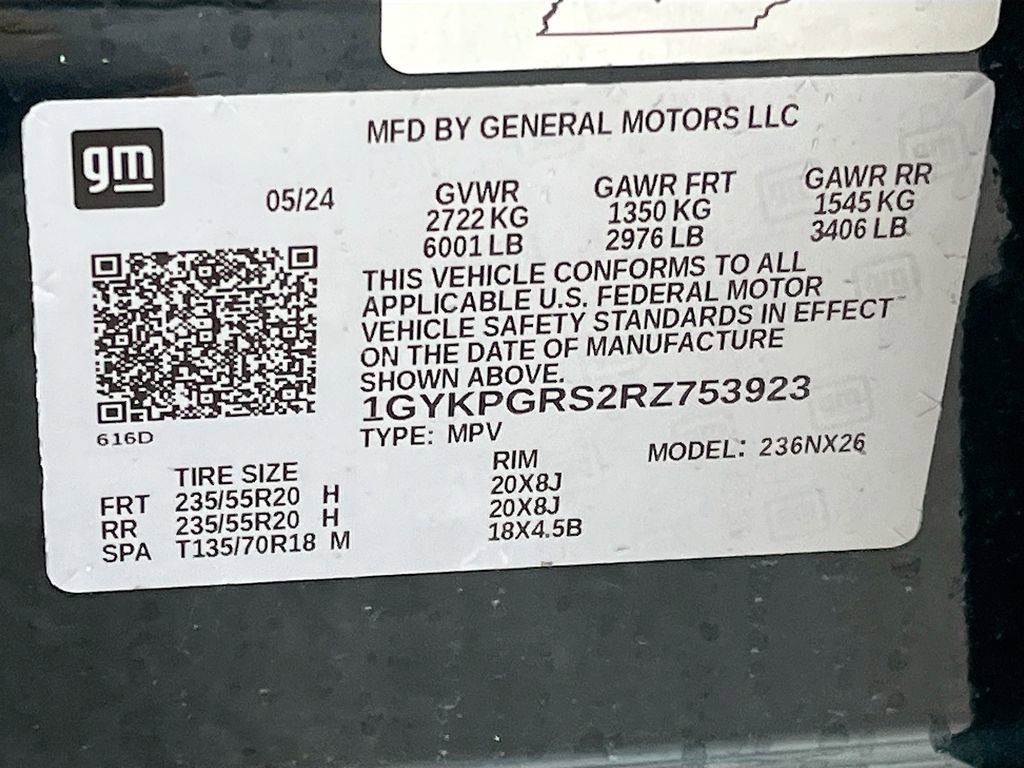 gm
MFD BY GENERAL MOTORS LLC
05/24
GVWR
2722 KG
6001 LB
GAWR FRT
1350 KG
2976 LB
GAWR RR
1545 KG
3406 LB
THIS VEHICLE CONFORMS TO ALL
APPLICABLE U.S. FEDERAL MOTOR
VEHICLE SAFETY STANDARDS IN EFFECT
ON THE DATE OF MANUFACTURE
SHOWN ABOVE.
1GYKPGRS2RZ753923
616D
TYPE: MPV
MODEL: 236NX26
TIRE SIZE RIM
FRT 235/55R20 H 20X8J
RR 235/55R20 H 20X8J
SPA T135/70R18 M 18X4.5B